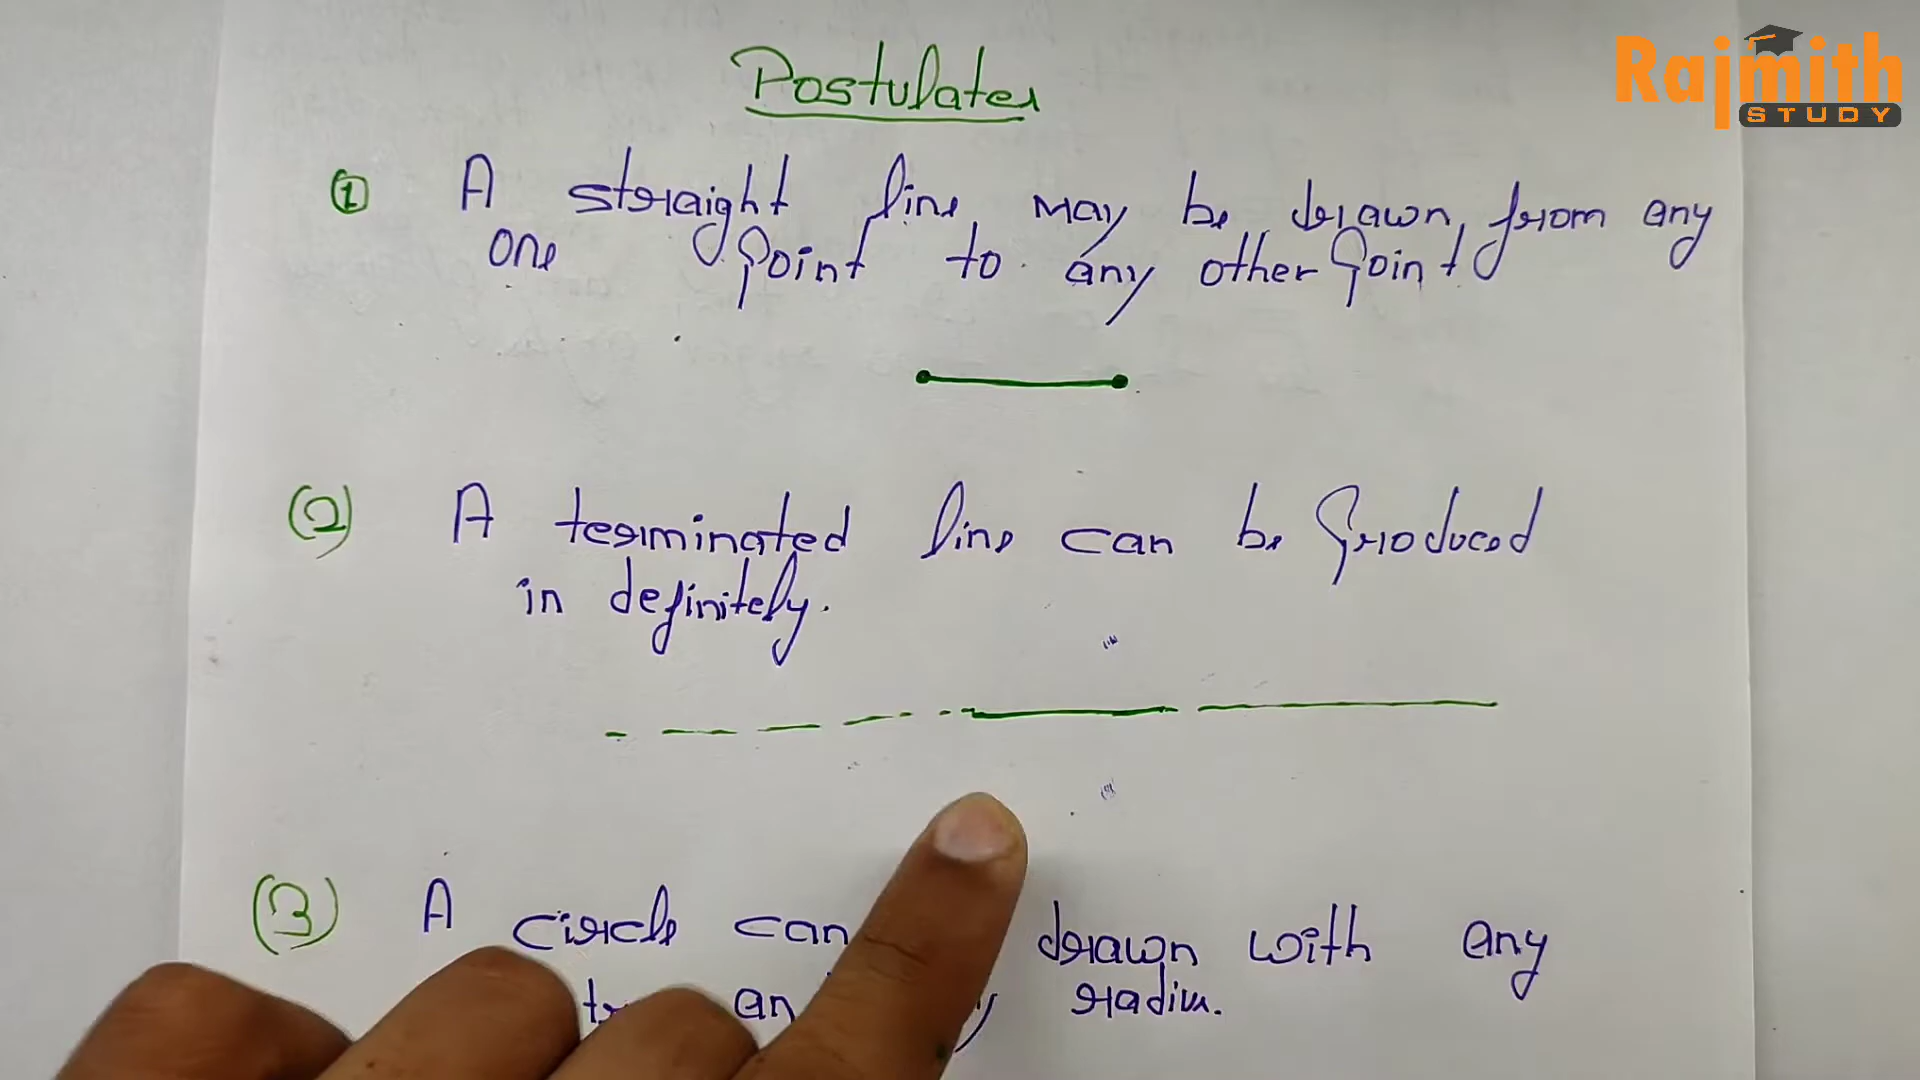 Rajmith
STUDY
Postulates
① A straight line may be drawn from any
one point to any other point
(2) A terminated line can be produced
in definitely.
(3) A circle can drawn with any
radius.